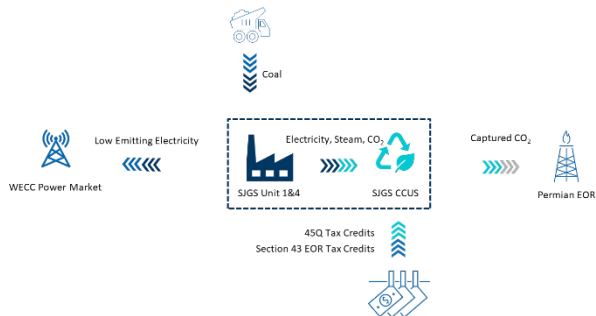 Coal
Low Emitting Electricity
Electricity, Steam, CO2
Captured CO2
WECC Power Market
SJGS Unit 1&4
SJGS CCUS
Permian EOR
45Q Tax Credits
Section 43 EOR Tax Credits
$